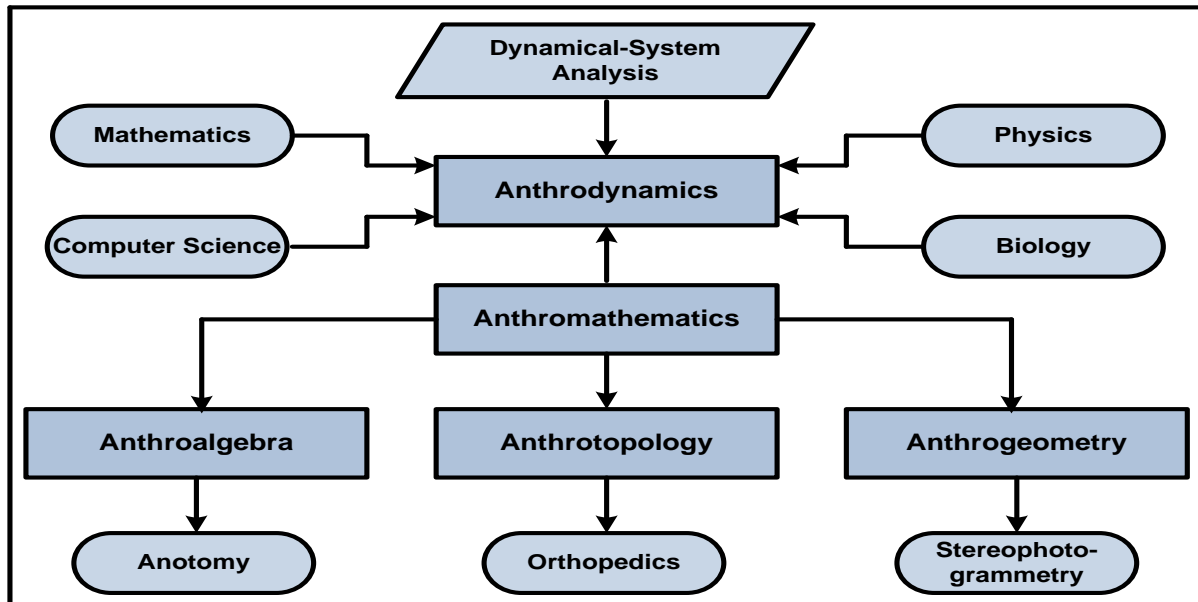 Dynamical-System
Analysis
Mathematics
Physics
Anthrodynamics
Computer Science
Biology
Anthromathematics
Anthroalgebra
Anthrotopology
Anthrogeometry
Anotomy
Orthopedics
Stereophoto-
grammetry